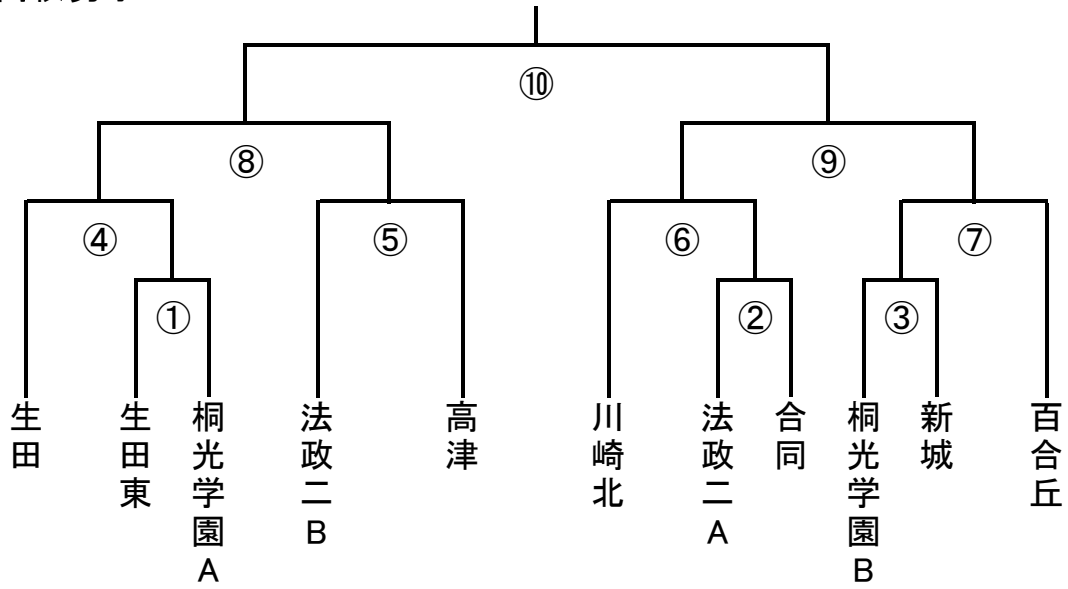 ⑩
⑧
⑨
④
⑤
⑥
⑦
①
②
③
生田
生田東
桐光学園A
法政二B
高津
川崎北
法政二A
合同
桐光学園B
新城
百合丘